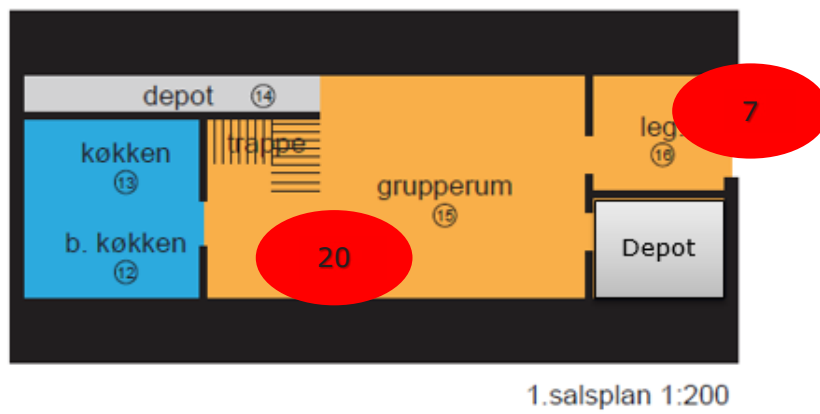 depot 14
7
trappe
leg.
16
køkken
13
grupperum
15
b. køkken
12
20
Depot
1.salsplan 1:200